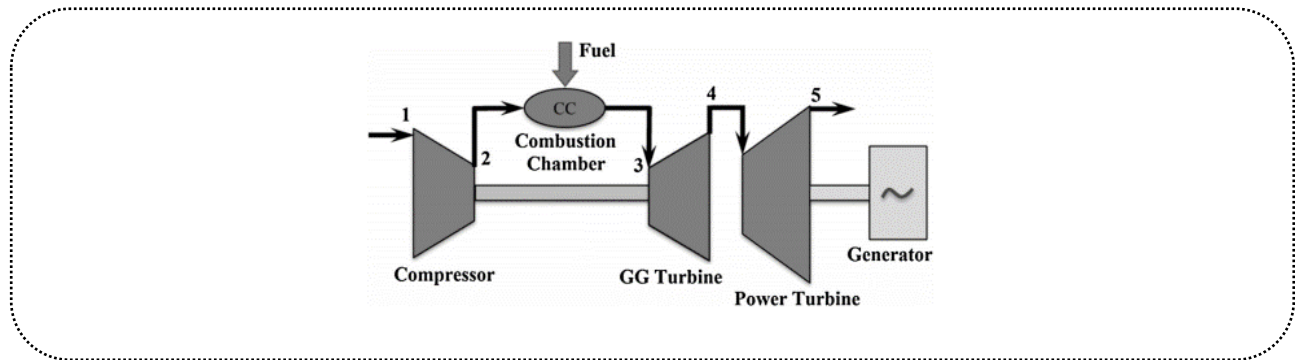 Fuel
1
CC
4
5
Combustion
Chamber
2
3
Compressor
GG Turbine
Power Turbine
Generator